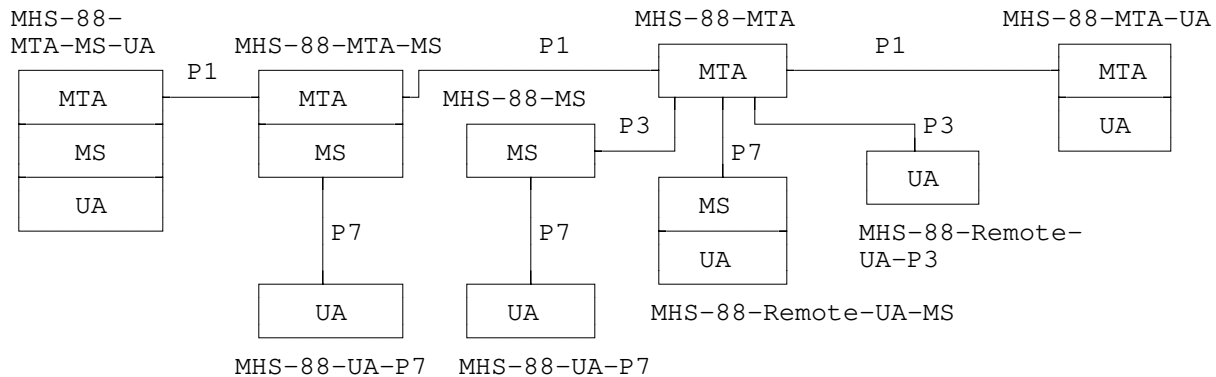 MHS-88-
MTA-MS-UA
MHS-88-MTA-MS
P1
MHS-88-MTA
P1
MHS-88-MTA-UA
P1
MTA
MTA
MHS-88-MS
MTA
MTA
MS
MS
MS
P3
P7
P3
UA
UA
P7
P7
MS
UA
UA
MHS-88-Remote-
UA-P3
UA
UA
MHS-88-Remote-UA-MS
MHS-88-UA-P7
MHS-88-UA-P7